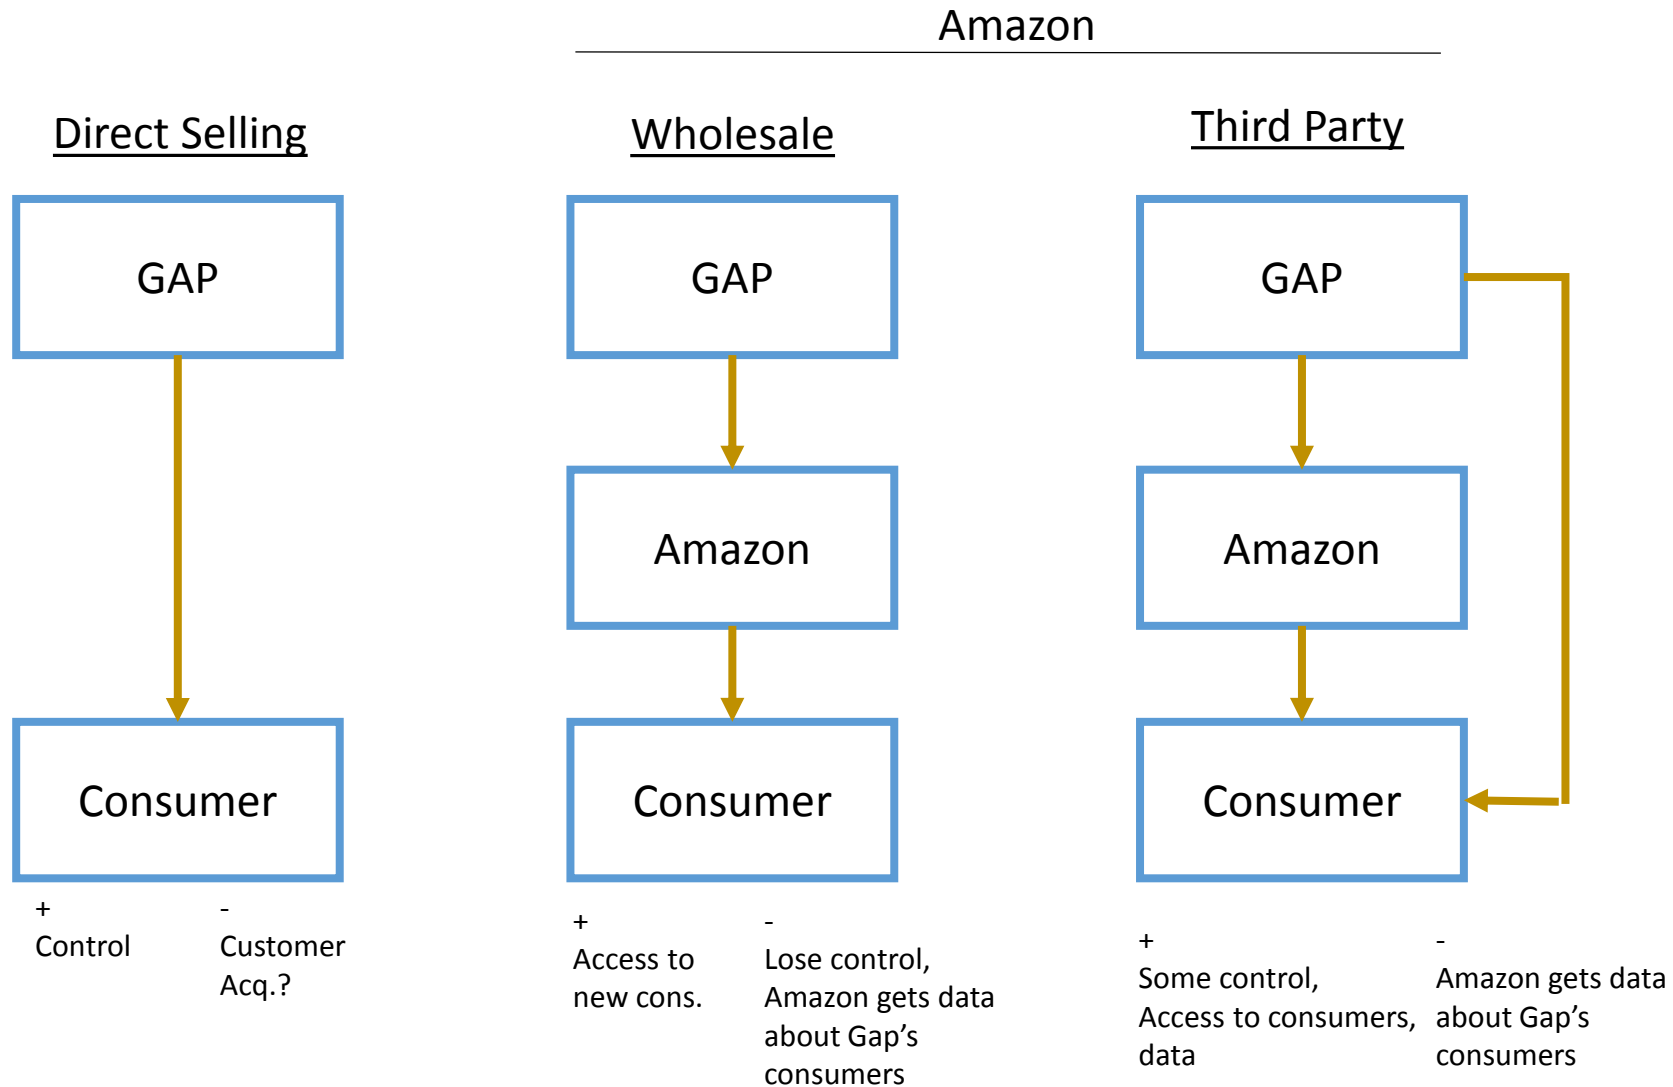 Amazon
Direct Selling
Wholesale
Third Party
GAP
GAP
GAP
Amazon
Amazon
Consumer
Consumer
Consumer
+
Control
-
Customer
Acq.?
+
Access to
new cons.
-
Lose control,
Amazon gets data
about Gap's
consumers
+
Some control,
Access to consumers,
data
-
Amazon gets data
about Gap's
consumers